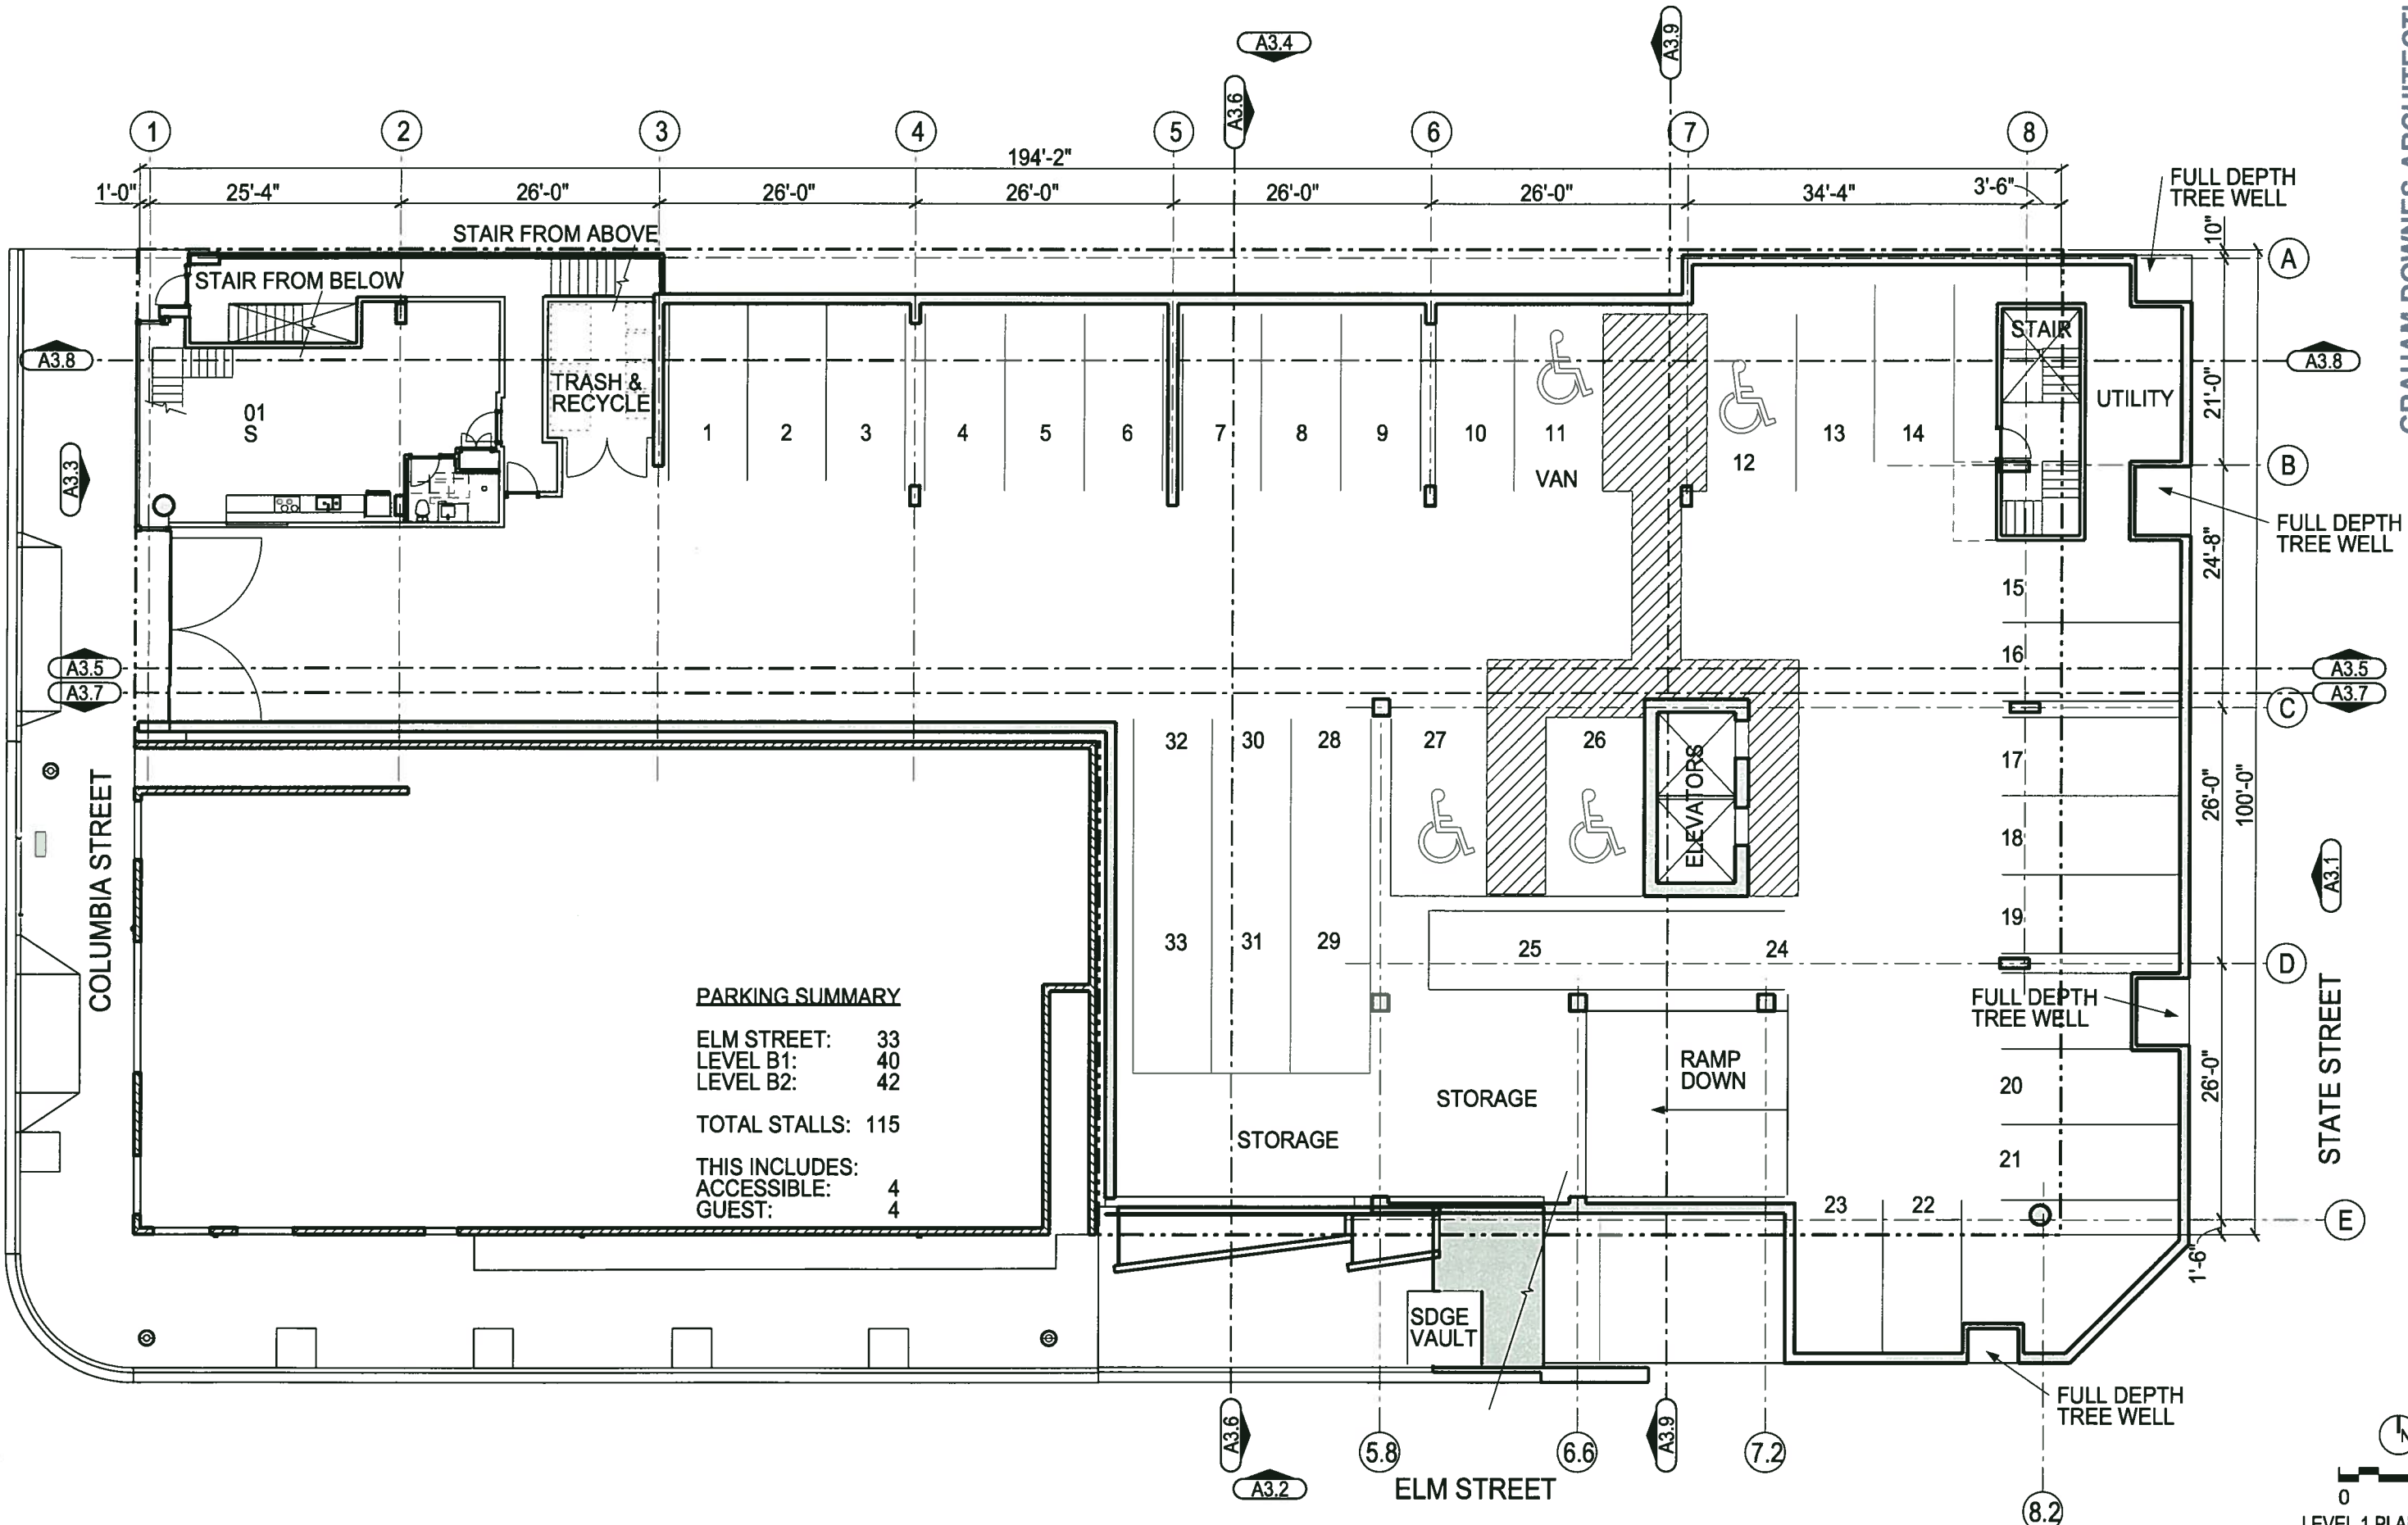 A3.4
A3.9
A3.6
1
2
3
4
5
6
7
8
194'-2"
1'-0"
25'-4"
26'-0"
26'-0"
26'-0"
26'-0"
26'-0"
34'-4"
3'-6"
FULL DEPTH
TREE WELL
10"
A
STAIR FROM ABOVE
STAIR FROM BELOW
STAIR
A3.8
A3.8
TRASH &
RECYCLE
UTILITY
21'-0"
01
S
1
2
3
4
5
6
7
8
9
10
11
12
13
14
VAN
A3.3
B
FULL DEPTH
TREE WELL
24'-8"
15
16
A3.5
A3.7
A3.5
A3.7
C
32
30
28
27
26
ELEVATORS
17
18
19
26'-0"
100'-0"
A3.1
COLUMBIA STREET
33
31
29
25
24
D
PARKING SUMMARY
ELM STREET: 33
LEVEL B1: 40
LEVEL B2: 42
TOTAL STALLS: 115
THIS INCLUDES:
ACCESSIBLE: 4
GUEST: 4
FULL DEPTH
TREE WELL
STATE STREET
RAMP
DOWN
STORAGE
STORAGE
20
21
26'-0"
23
22
E
1'-6"
SDGE
VAULT
FULL DEPTH
TREE WELL
A3.6
A3.9
5.8
6.6
7.2
8.2
A3.2
ELM STREET
N
0